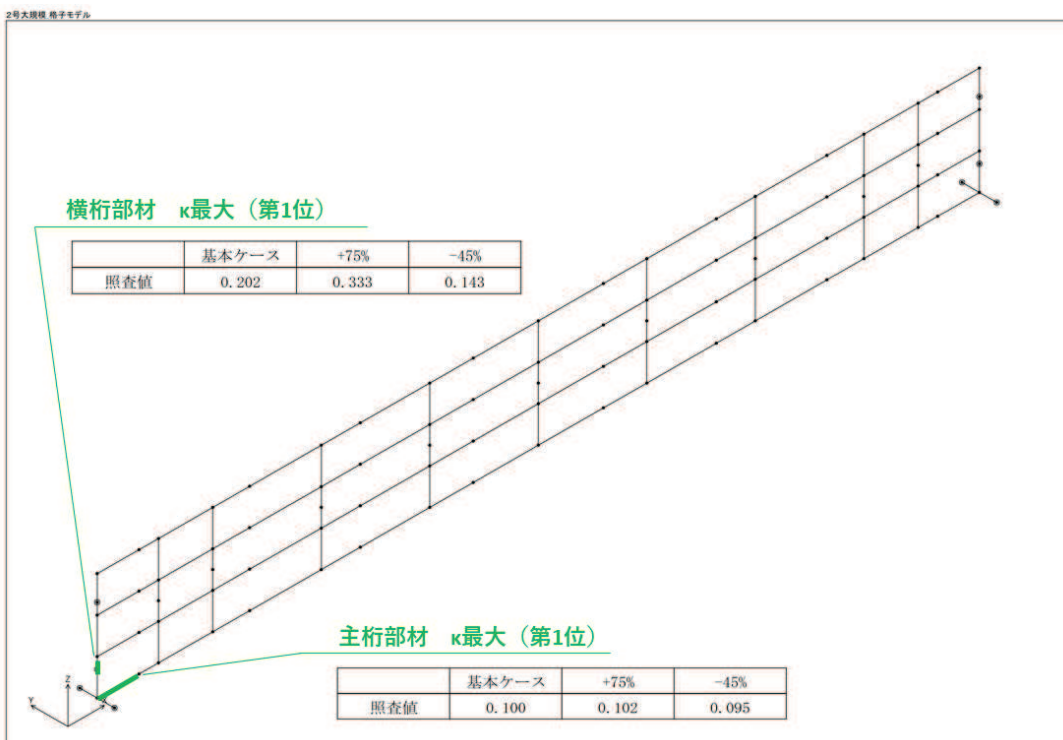 2号大規模 格子モデル
横桁部材 κ最大(第1位)
基本ケース +75% -45%
照査値 0.202 0.333 0.143
主桁部材 κ最大(第1位)
基本ケース +75% -45%
照査値 0.100 0.102 0.095
Z
Y